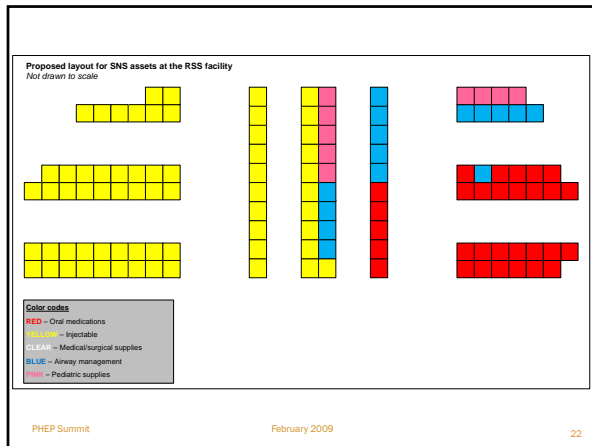 Proposed layout for SNS assets at the RSS facility
Not drawn to scale
Color codes
RED – Oral medications
YELLOW – Injectable
CLEAR – Medical/surgical supplies
BLUE – Airway management
PINK – Pediatric supplies
PHEP Summit
February 2009
22